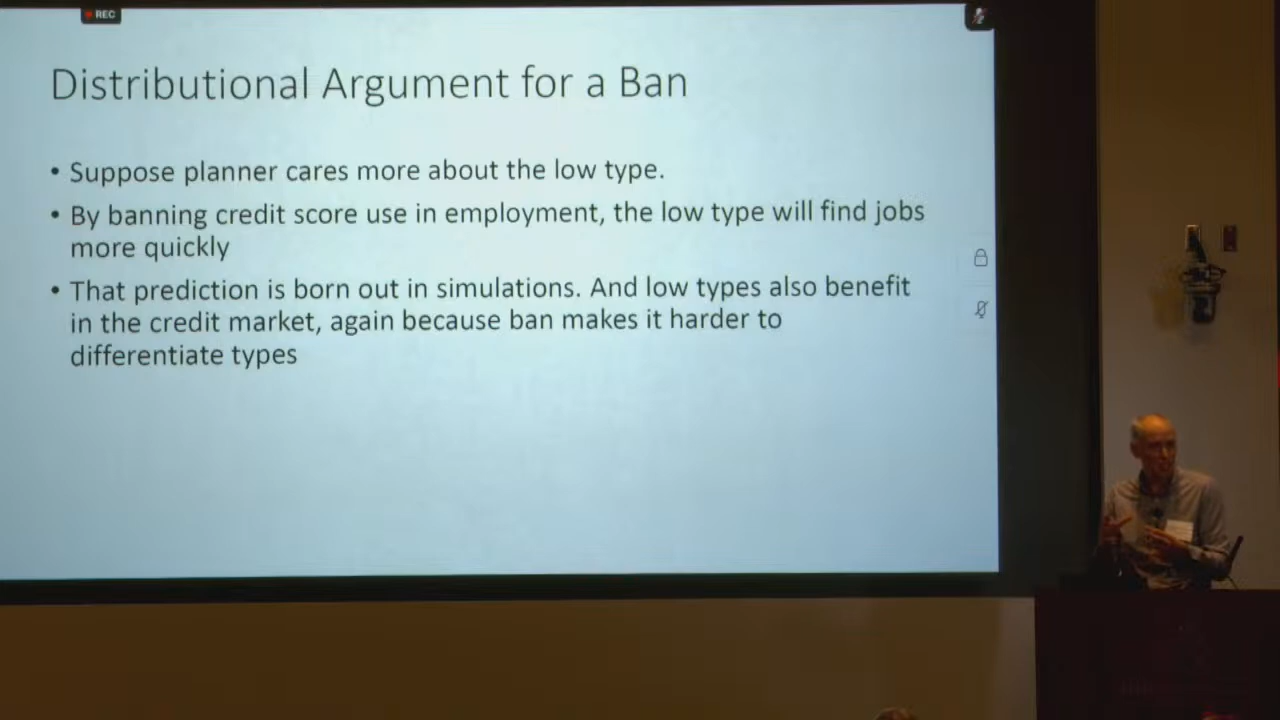 REC
Distributional Argument for a Ban
• Suppose planner cares more about the low type.
• By banning credit score use in employment, the low type will find jobs
more quickly
• That prediction is born out in simulations. And low types also benefit
in the credit market, again because ban makes it harder to
differentiate types